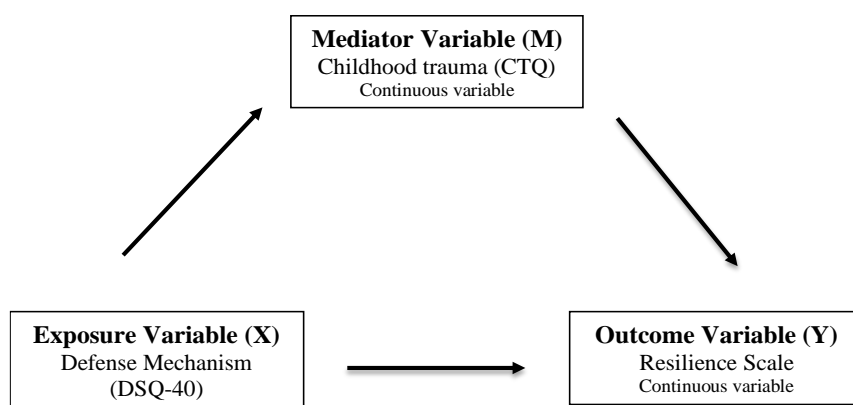 Mediator Variable (M)
Childhood trauma (CTQ)
Continuous variable
Exposure Variable (X)
Defense Mechanism
(DSQ-40)
Outcome Variable (Y)
Resilience Scale
Continuous variable